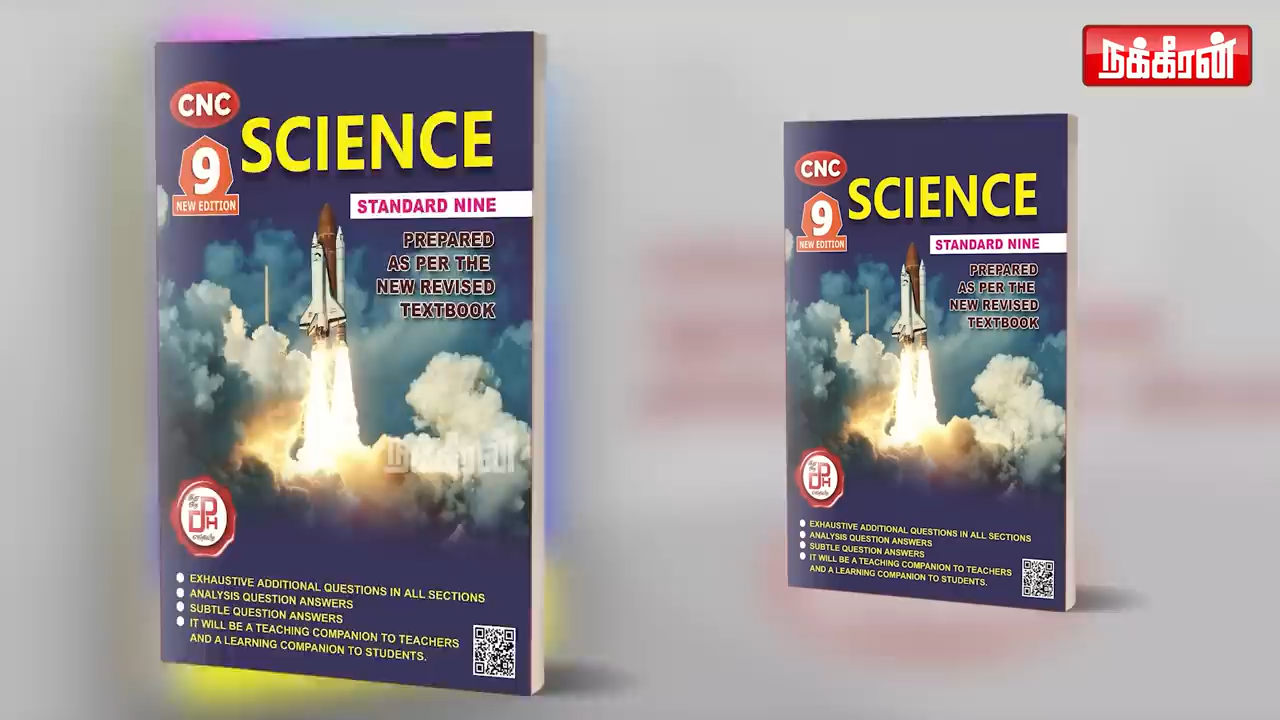 நக்கீரன்
CNC
9
NEW EDITION
SCIENCE
STANDARD NINE
PREPARED
AS PER THE
NEW REVISED
TEXTBOOK
நக்கீரன்
DPH
EXHAUSTIVE ADDITIONAL QUESTIONS IN ALL SECTIONS
ANALYSIS QUESTION ANSWERS
SUBTLE QUESTION ANSWERS
IT WILL BE A TEACHING COMPANION TO TEACHERS
AND A LEARNING COMPANION TO STUDENTS.
CNC
9
NEW EDITION
SCIENCE
STANDARD NINE
PREPARED
AS PER THE
NEW REVISED
TEXTBOOK
DPH
EXHAUSTIVE ADDITIONAL QUESTIONS IN ALL SECTIONS
ANALYSIS QUESTION ANSWERS
SUBTLE QUESTION ANSWERS
IT WILL BE A TEACHING COMPANION TO TEACHERS
AND A LEARNING COMPANION TO STUDENTS.